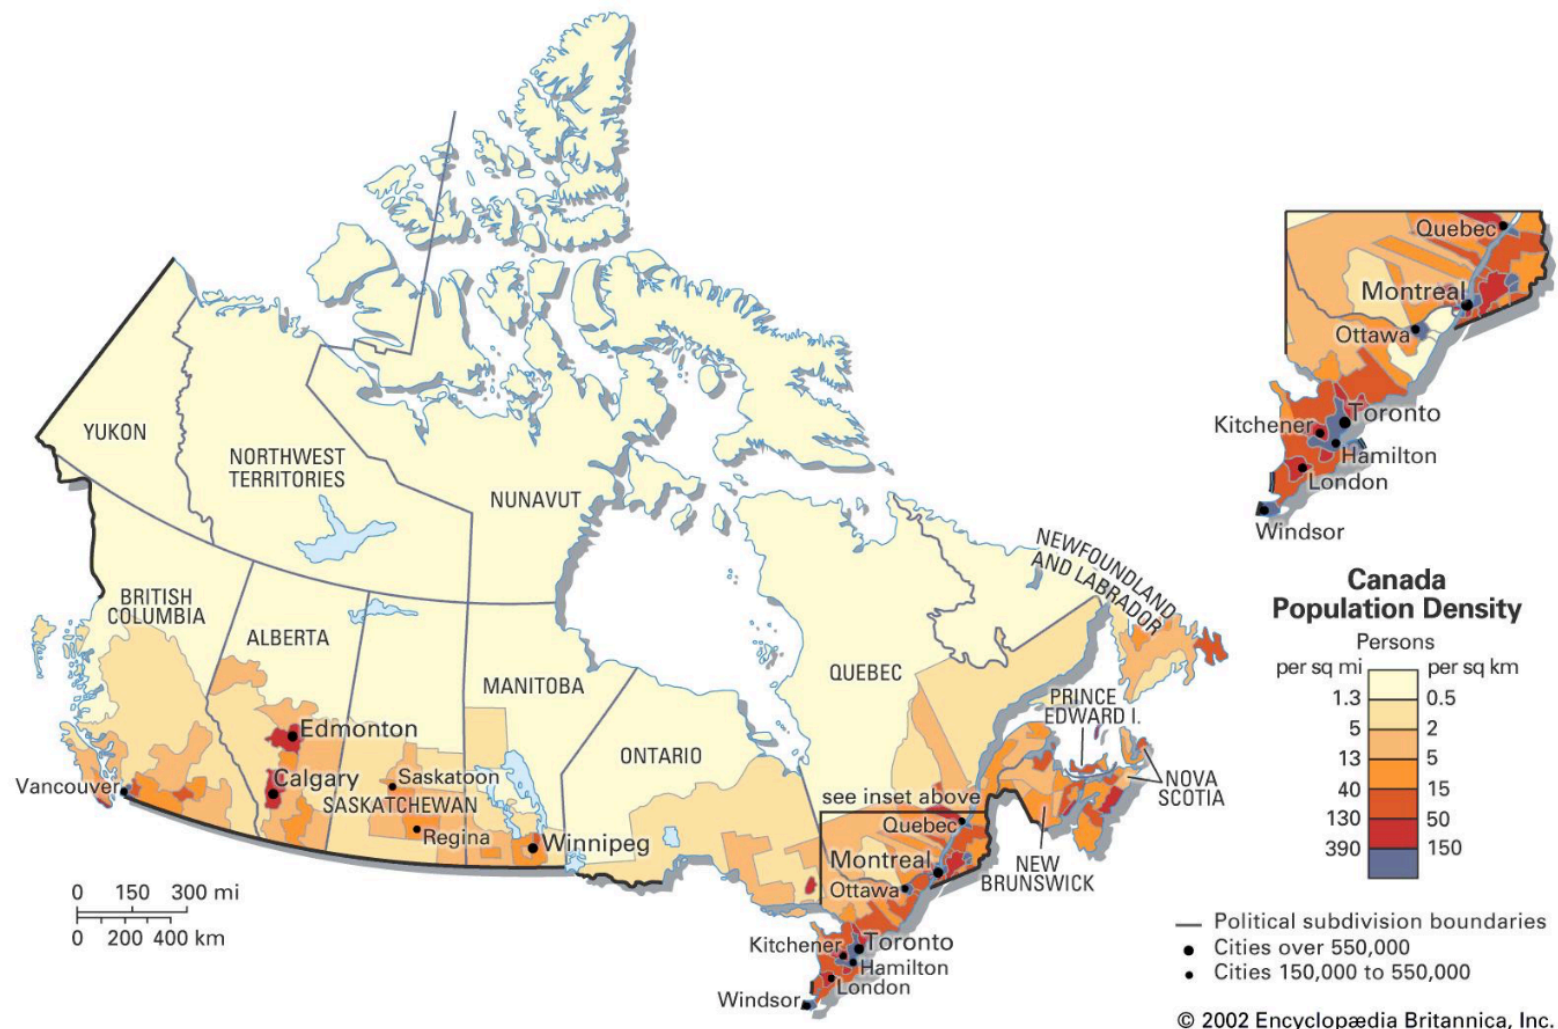 YUKON
NORTHWEST
TERRITORIES
NUNAVUT
BRITISH
COLUMBIA
ALBERTA
MANITOBA
ONTARIO
QUEBEC
NEWFOUNDLAND
AND LABRADOR
PRINCE
EDWARD I.
NOVA
SCOTIA
NEW
BRUNSWICK
Edmonton
Calgary
Saskatoon
SASKATCHEWAN
Regina
Winnipeg
Vancouver
see inset above
Quebec
Montreal
Ottawa
Kitchener
Toronto
Hamilton
London
Windsor
0 150 300 mi
0 200 400 km
Quebec
Montreal
Ottawa
Toronto
Kitchener
Hamilton
London
Windsor
Canada
Population Density
Persons
per sq mi per sq km
1.3 0.5
5 2
13 5
40 15
130 50
390 150
Political subdivision boundaries
Cities over 550,000
Cities 150,000 to 550,000
© 2002 Encyclopædia Britannica, Inc.